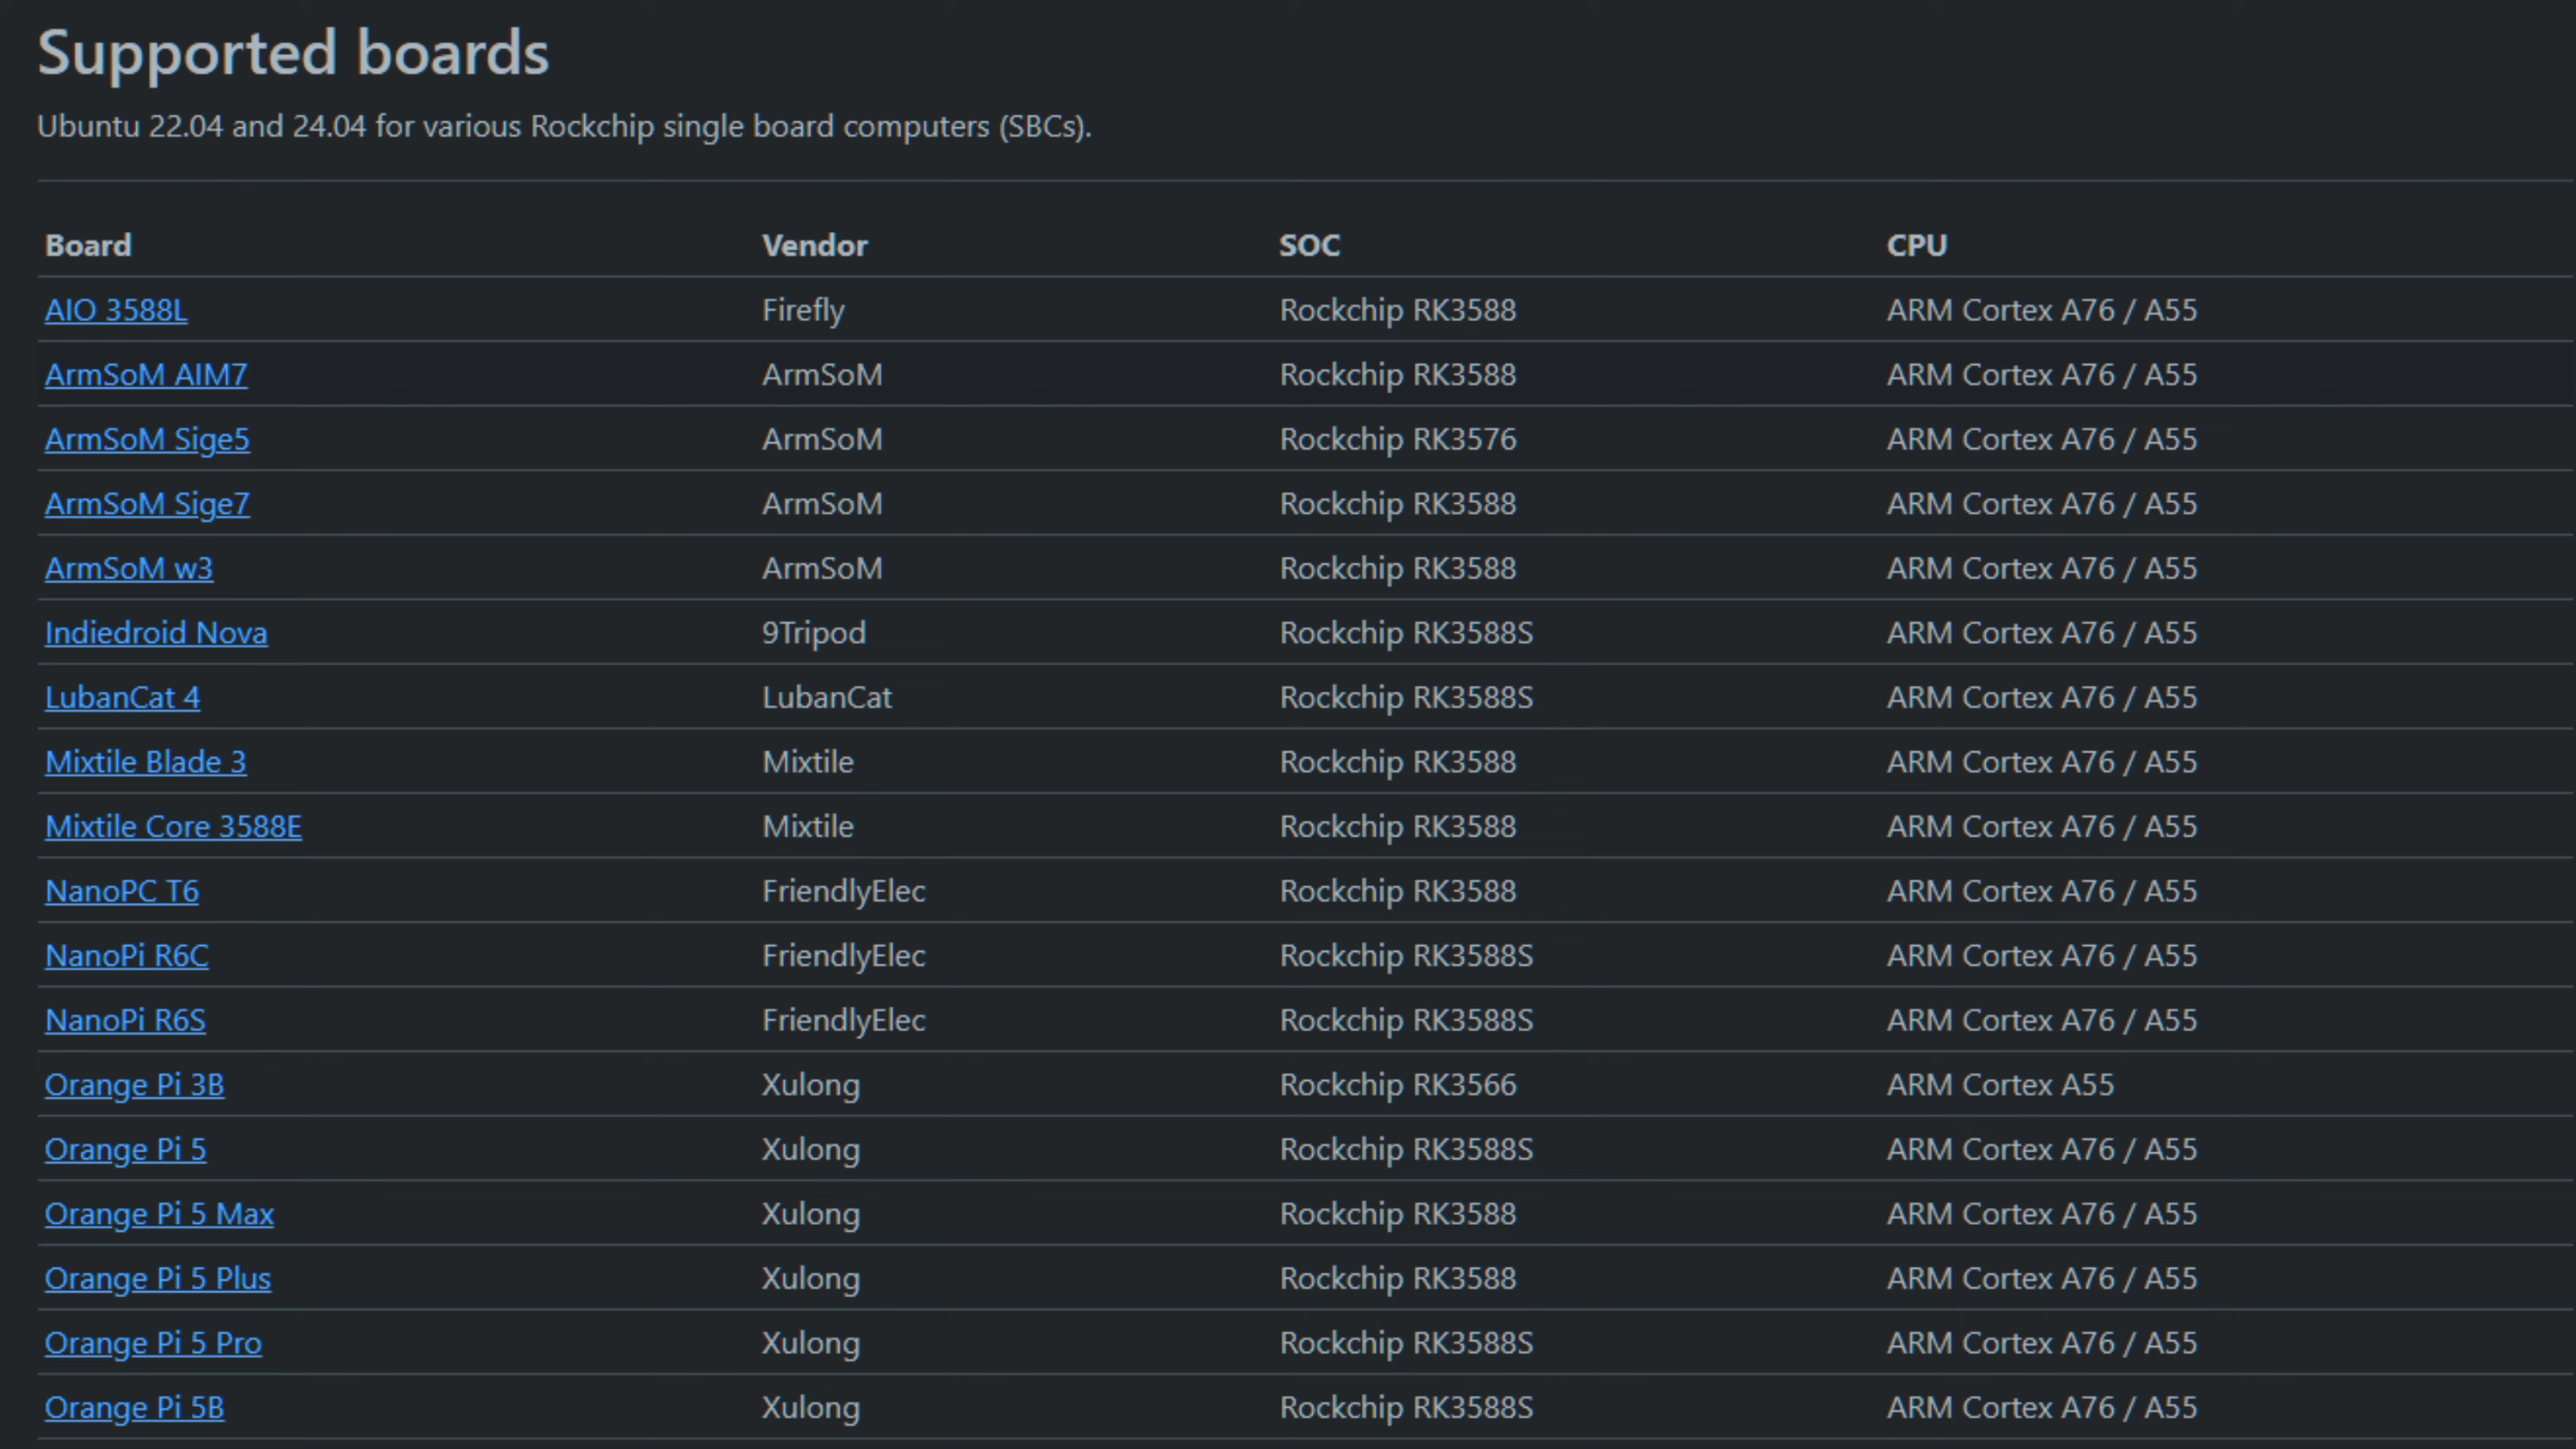 Supported boards
Ubuntu 22.04 and 24.04 for various Rockchip single board computers (SBCs).
Board Vendor SOC CPU
AIO 3588L Firefly Rockchip RK3588 ARM Cortex A76 / A55
ArmSoM AIM7 ArmSoM Rockchip RK3588 ARM Cortex A76 / A55
ArmSoM Sige5 ArmSoM Rockchip RK3576 ARM Cortex A76 / A55
ArmSoM Sige7 ArmSoM Rockchip RK3588 ARM Cortex A76 / A55
ArmSoM w3 ArmSoM Rockchip RK3588 ARM Cortex A76 / A55
Indiedroid Nova 9Tripod Rockchip RK3588S ARM Cortex A76 / A55
LubanCat 4 LubanCat Rockchip RK3588S ARM Cortex A76 / A55
Mixtile Blade 3 Mixtile Rockchip RK3588 ARM Cortex A76 / A55
Mixtile Core 3588E Mixtile Rockchip RK3588 ARM Cortex A76 / A55
NanoPC T6 FriendlyElec Rockchip RK3588 ARM Cortex A76 / A55
NanoPi R6C FriendlyElec Rockchip RK3588S ARM Cortex A76 / A55
NanoPi R6S FriendlyElec Rockchip RK3588S ARM Cortex A76 / A55
Orange Pi 3B Xulong Rockchip RK3566 ARM Cortex A55
Orange Pi 5 Xulong Rockchip RK3588S ARM Cortex A76 / A55
Orange Pi 5 Max Xulong Rockchip RK3588 ARM Cortex A76 / A55
Orange Pi 5 Plus Xulong Rockchip RK3588 ARM Cortex A76 / A55
Orange Pi 5 Pro Xulong Rockchip RK3588S ARM Cortex A76 / A55
Orange Pi 5B Xulong Rockchip RK3588S ARM Cortex A76 / A55